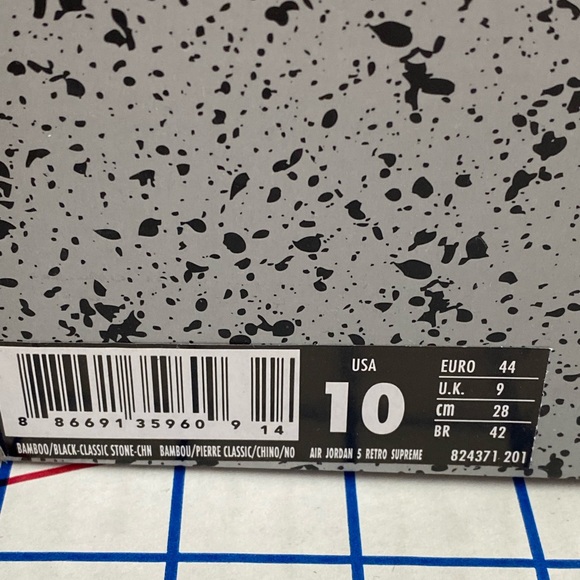 USA
10
EURO 44
U.K. 9
cm 28
BR 42
8 86691 35960 9 14
BAMBOO/BLACK-CLASSIC STONE-CHN BAMBOU/PIERRE CLASSIC/CHINO/NO
AIR JORDAN 5 RETRO SUPREME
824371 201